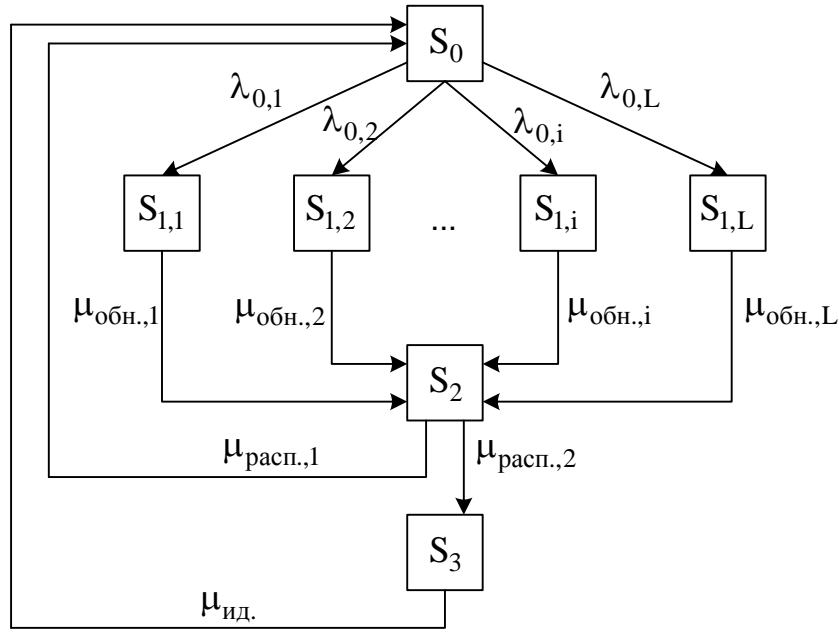 S0
λ0,1
λ0,2
λ0,i
λ0,L
S1,1
S1,2
...
S1,i
S1,L
μобн.,1
μобн.,2
μобн.,i
μобн.,L
S2
μрасп.,1
μрасп.,2
S3
μид.